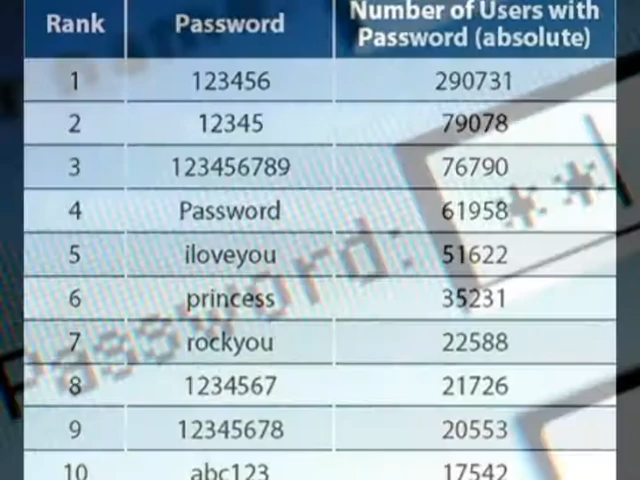 Rank Password Number of Users with
Password (absolute)
1 123456 290731
2 12345 79078
3 123456789 76790
4 Password 61958
5 iloveyou 51622
6 princess 35231
7 rockyou 22588
8 1234567 21726
9 12345678 20553
10 abc123 17542
Password:
**